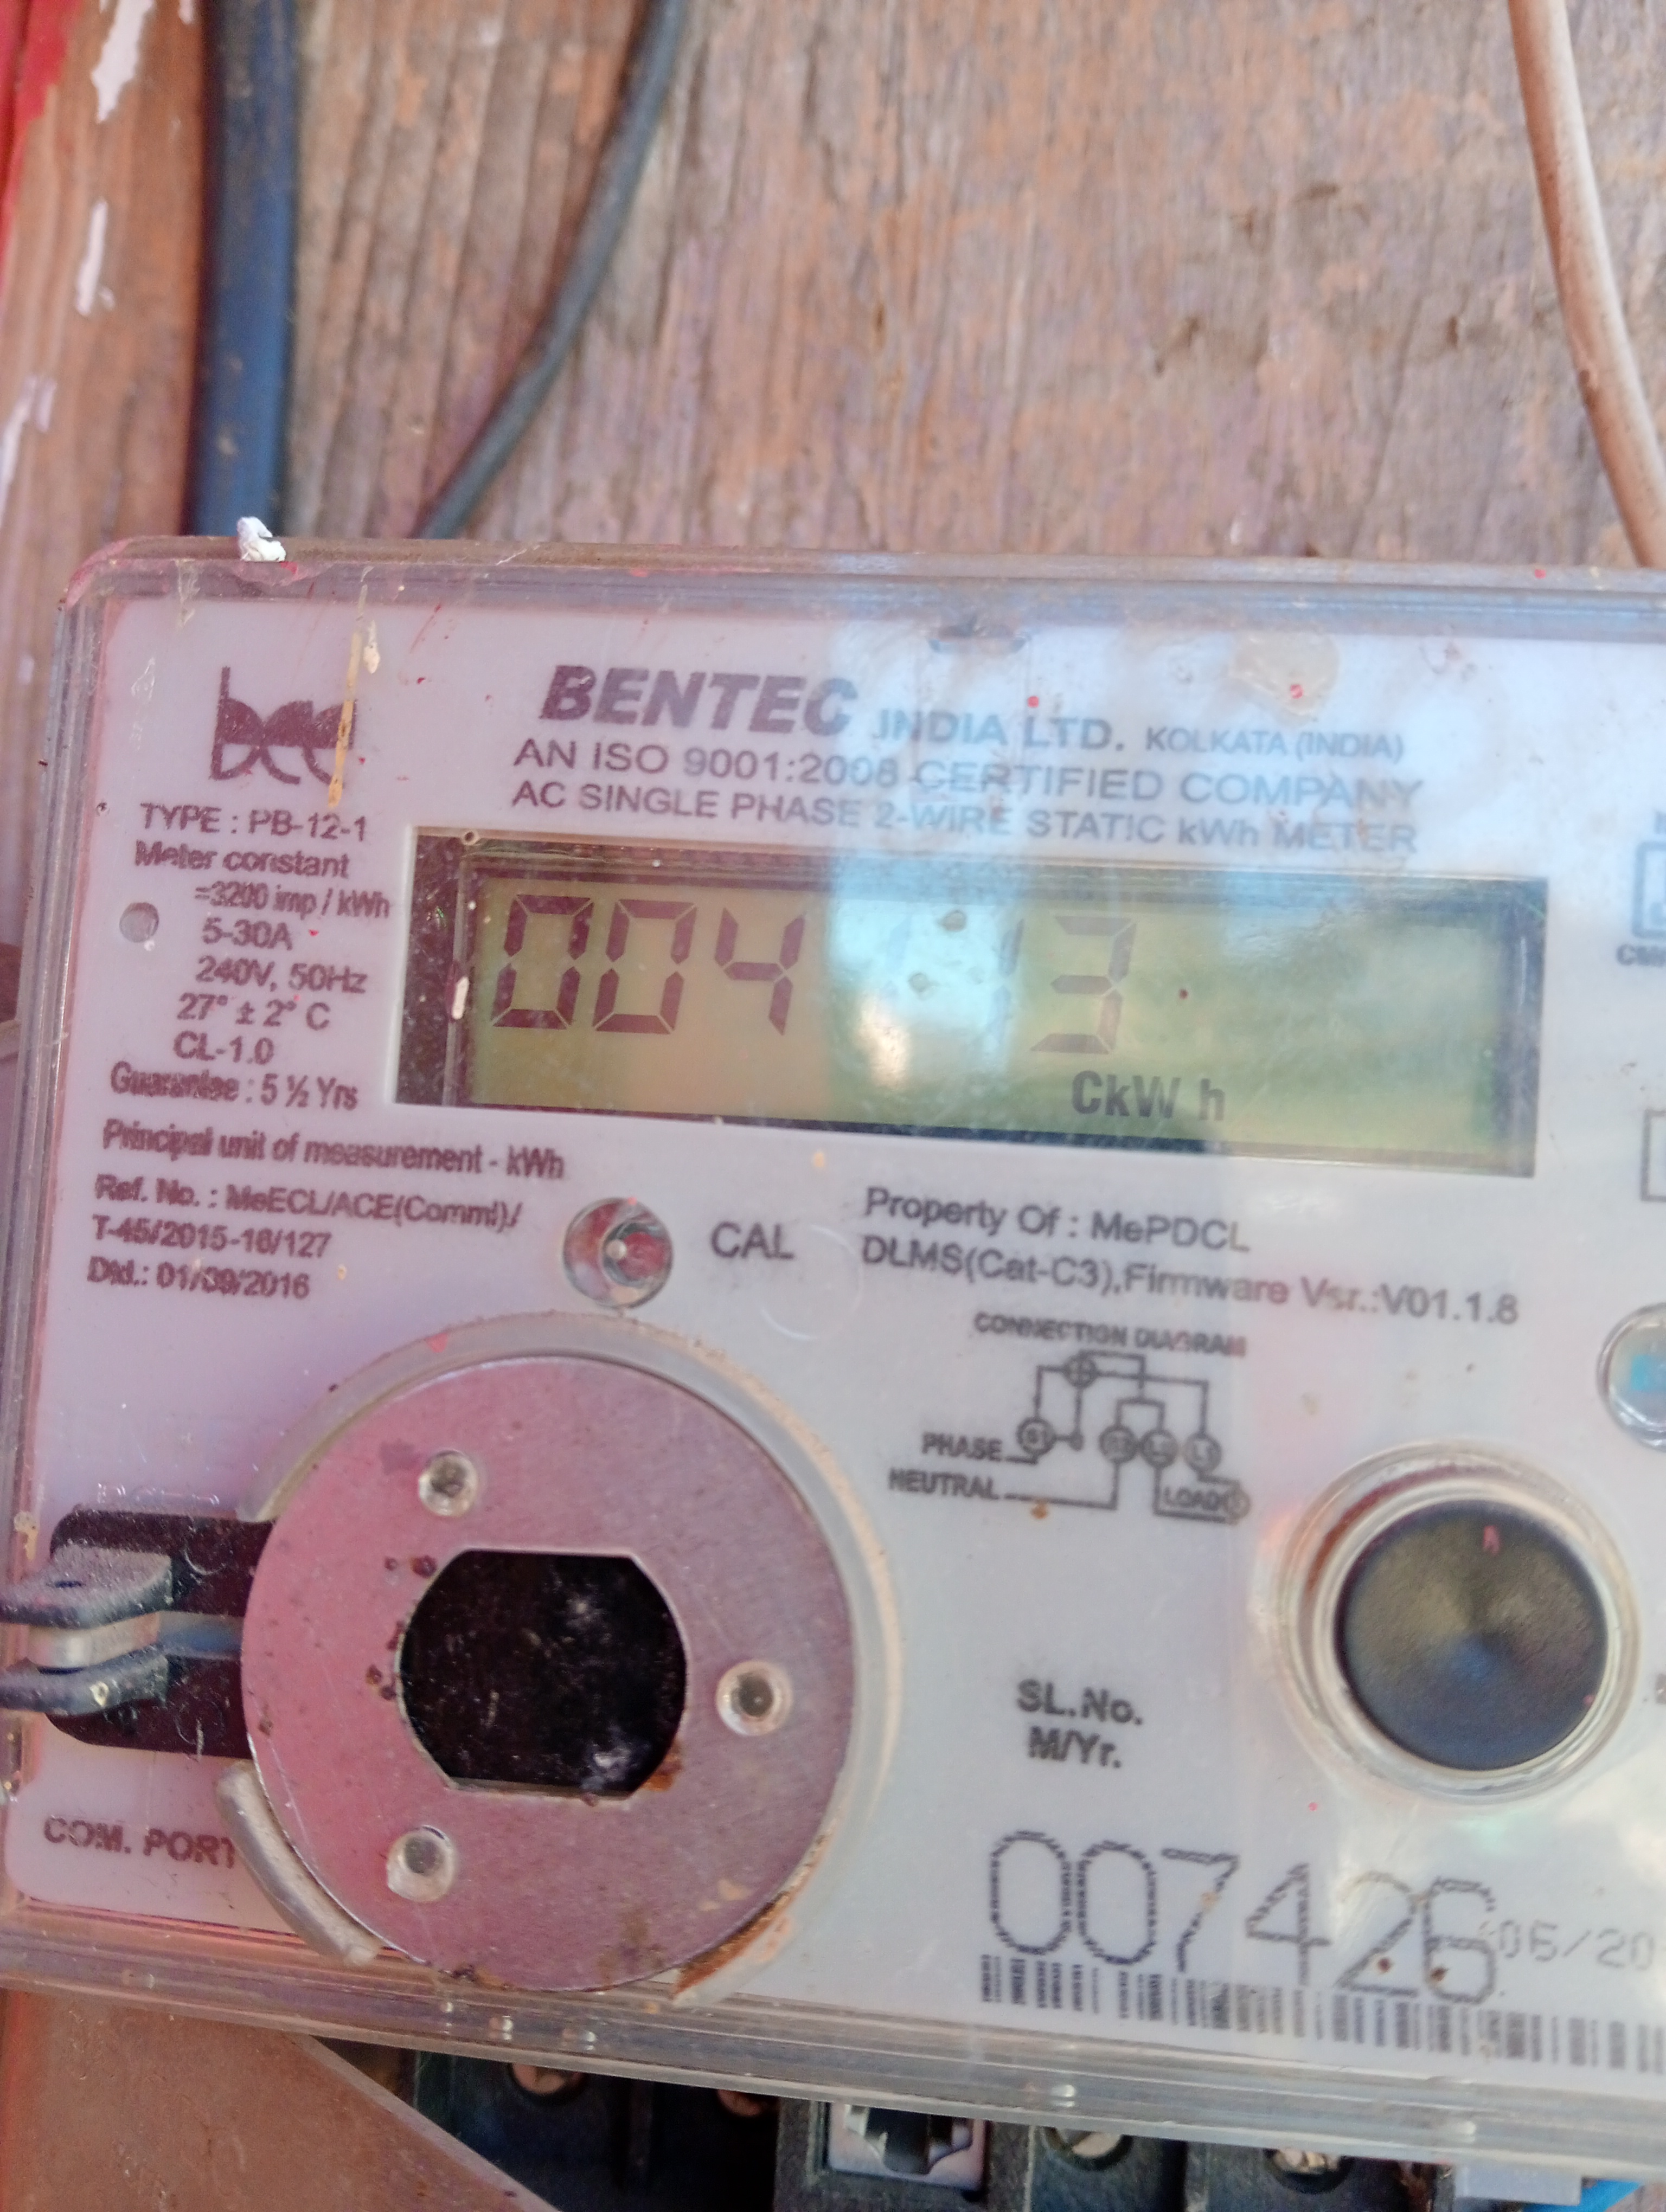 bec
BENTEC INDIA LTD. KOLKATA (INDIA)
AN ISO 9001:2008 CERTIFIED COMPANY
AC SINGLE PHASE 2-WIRE STATIC kWh METER
TYPE : PB-12-1
Meter constant
=3200 imp / kWh
5-30A
240V, 50Hz
27° ± 2° C
CL-1.0
Guarantee : 5 ½ Yrs
004 3
CkW h
Principal unit of measurement - kWh
Ref. No. : MeECL/ACE(Comml)/
T-45/2015-16/127
Dtd.: 01/09/2016
CAL
Property Of : MePDCL
DLMS(Cat-C3),Firmware Vsr.:V01.1.8
CONNECTION DIAGRAM
PHASE
NEUTRAL
LOAD
SL.No.
M/Yr.
COM. PORT
007426 06/20